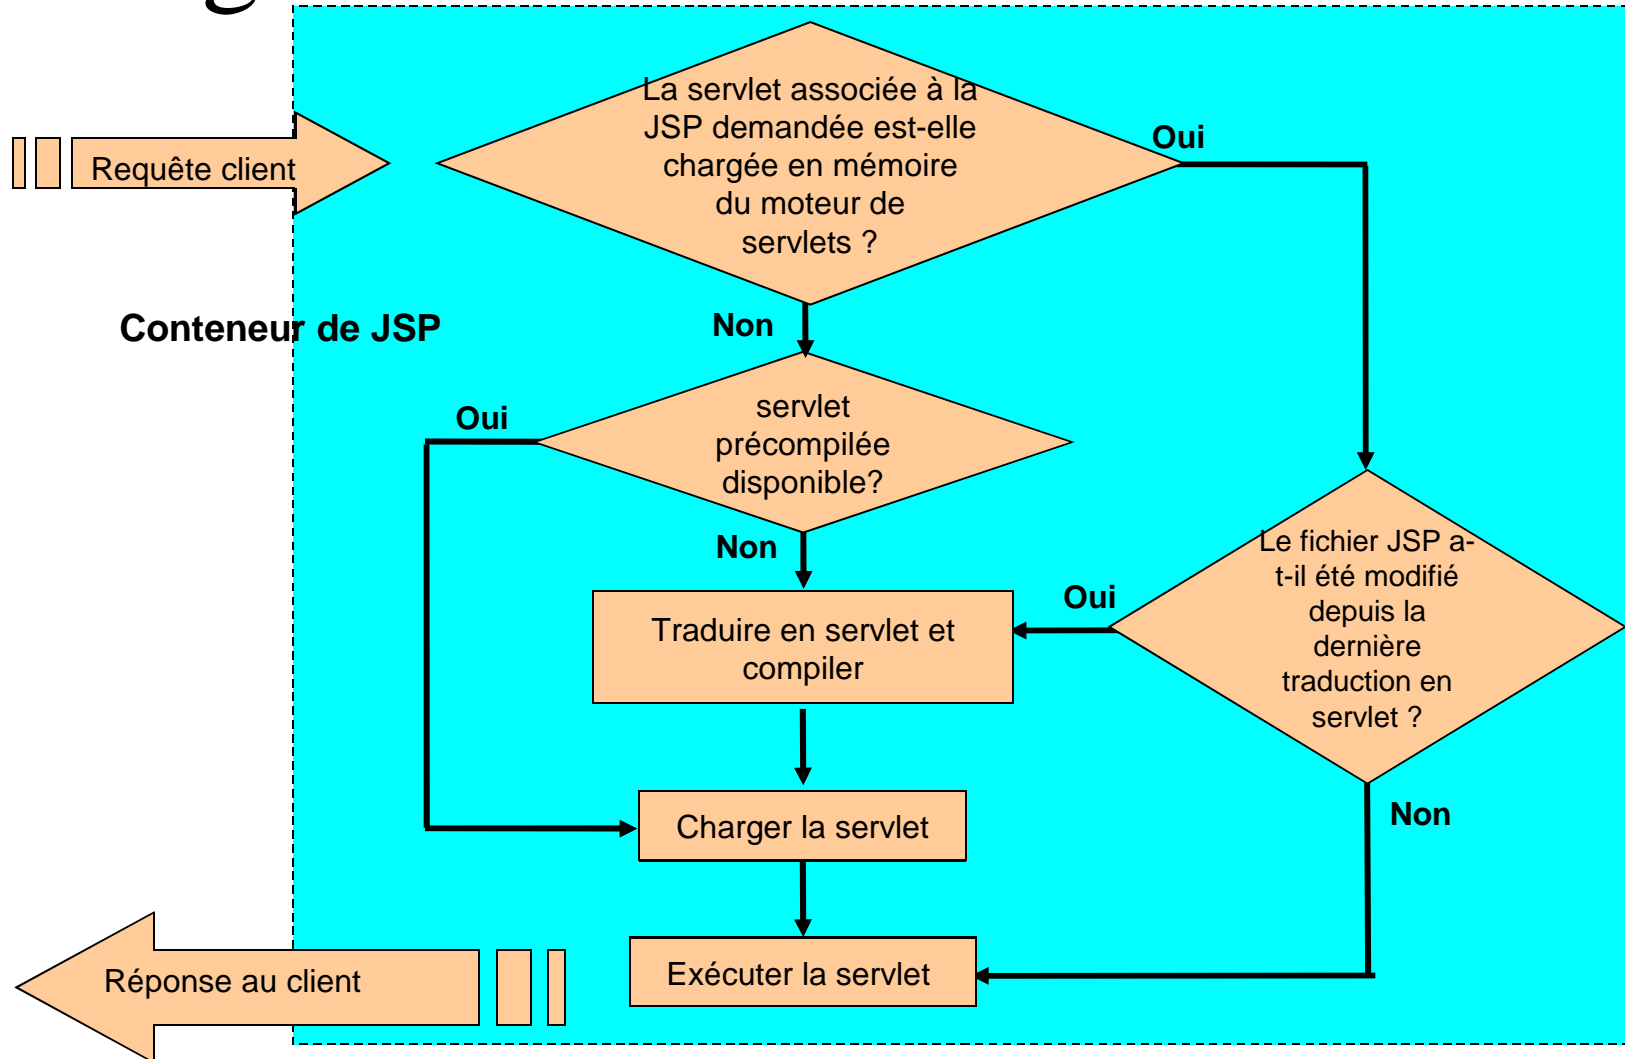 La servlet associée à la
JSP demandée est-elle
chargée en mémoire
du moteur de
servlets ?
Oui
Requête client
Conteneur de JSP
Non
servlet
précompilée
disponible?
Oui
Non
Le fichier JSP a-
t-il été modifié
depuis la
dernière
traduction en
servlet ?
Oui
Traduire en servlet et
compiler
Non
Charger la servlet
Exécuter la servlet
Réponse au client